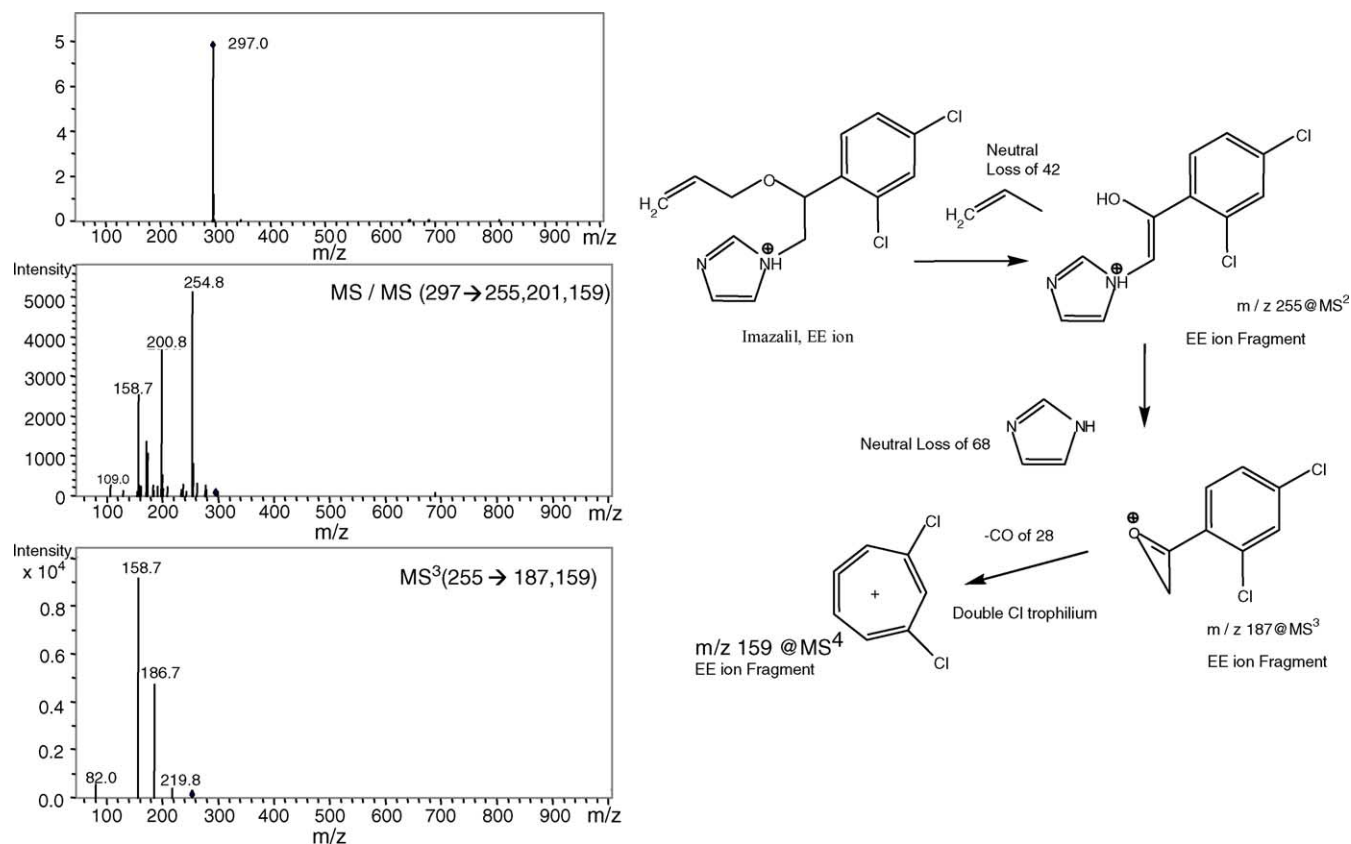 5
6
4
2
0
297.0
100 200 300 400 500 600 700 800 900 m/z
m/z
Intensity
5000
4000
3000
2000
1000
0
MS / MS (297→255,201,159)
254.8
200.8
158.7
109.0
100 200 300 400 500 600 700 800 900 m/z
m/z
Intensity
x 10⁴
0.8
0.6
0.4
0.2
0.0
MS³(255 → 187,159)
158.7
186.7
82.0
219.8
100 200 300 400 500 600 700 800 900 m/z
m/z
Cl
O
H₂C
Cl
N
⊕
NH
Imazalil, EE ion
Neutral
Loss of 42
H₂C
Cl
HO
Cl
N
⊕
NH
m / z 255@MS²
EE ion Fragment
Neutral Loss of 68
N
NH
Cl
⊕
O
Cl
m / z 187@MS³
EE ion Fragment
-CO of 28
Double Cl trophilium
Cl
+
Cl
m/z 159 @MS⁴
EE ion Fragment